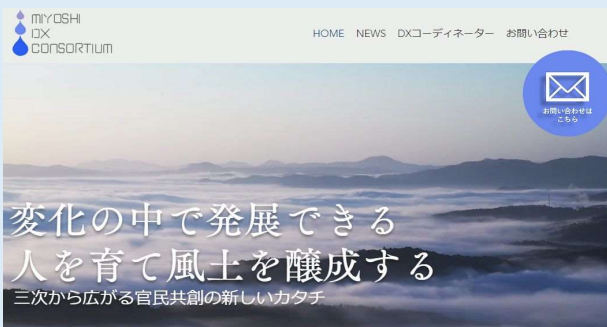 MIYOSHI
DX
CONSORTIUM
HOME NEWS DXコーディネーター お問い合わせ
お問い合わせは
こちら
変化の中で発展できる
人を育て風土を醸成する
三次から広がる官民共創の新しいカタチ